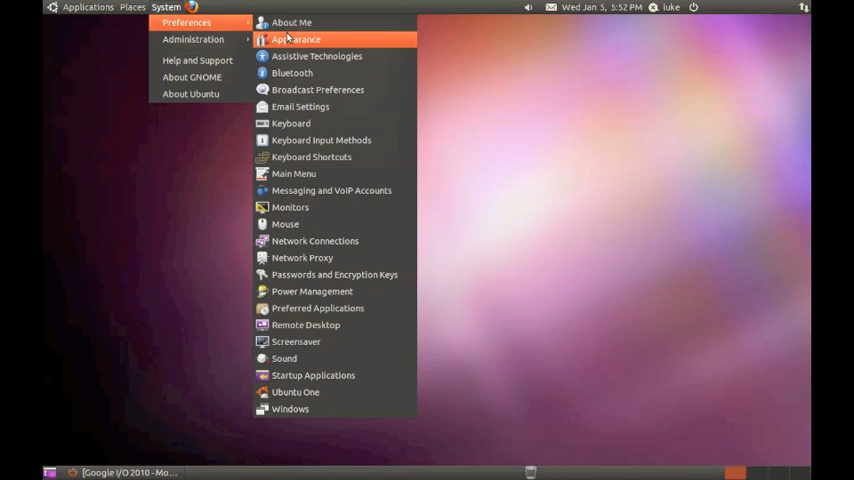 Applications Places System
Wed Jan 5, 5:52 PM luke
Preferences
Administration
Help and Support
About GNOME
About Ubuntu
About Me
Appearance
Assistive Technologies
Bluetooth
Broadcast Preferences
Email Settings
Keyboard
Keyboard Input Methods
Keyboard Shortcuts
Main Menu
Messaging and VoIP Accounts
Monitors
Mouse
Network Connections
Network Proxy
Passwords and Encryption Keys
Power Management
Preferred Applications
Remote Desktop
Screensaver
Sound
Startup Applications
Ubuntu One
Windows
[Google I/O 2010 - Mo...